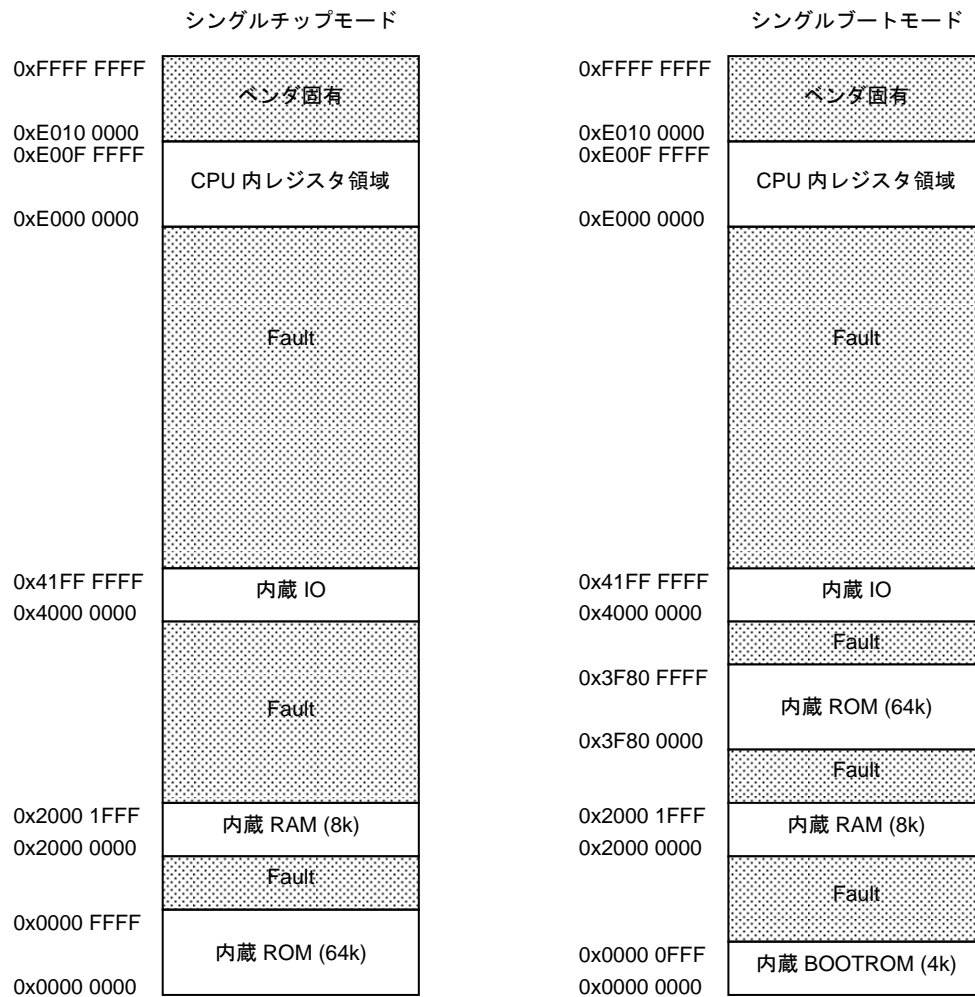 シングルチップモード
0xFFFF FFFF
ベンダ固有
0xE010 0000
0xE00F FFFF
CPU 内レジスタ領域
0xE000 0000
Fault
0x41FF FFFF
内蔵 IO
0x4000 0000
Fault
0x2000 1FFF
内蔵 RAM (8k)
0x2000 0000
Fault
0x0000 FFFF
内蔵 ROM (64k)
0x0000 0000
シングルブートモード
0xFFFF FFFF
ベンダ固有
0xE010 0000
0xE00F FFFF
CPU 内レジスタ領域
0xE000 0000
Fault
0x41FF FFFF
内蔵 IO
0x4000 0000
Fault
0x3F80 FFFF
内蔵 ROM (64k)
0x3F80 0000
Fault
0x2000 1FFF
内蔵 RAM (8k)
0x2000 0000
Fault
0x0000 0FFF
内蔵 BOOTROM (4k)
0x0000 0000